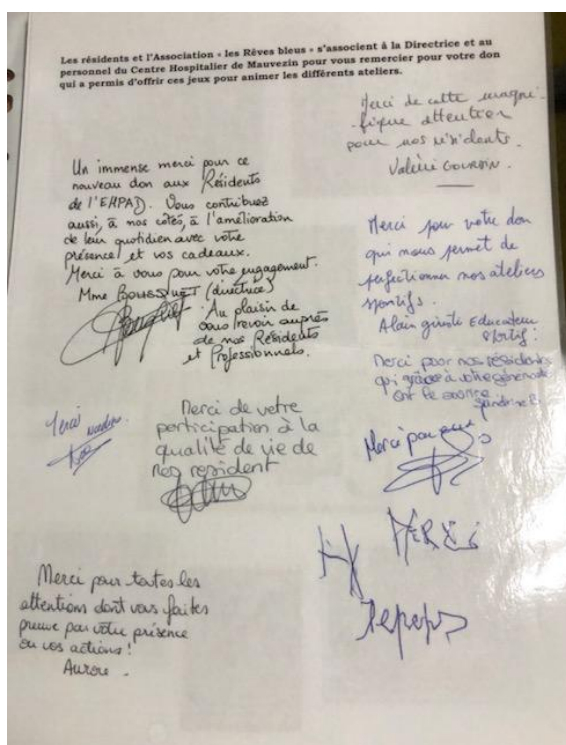 Les résidents et l'Association « les Rêves bleus » s'associent à la Directrice et au
personnel du Centre Hospitalier de Mauvezin pour vous remercier pour votre don
qui a permis d'offrir ces jeux pour animer les différents ateliers.
Merci de cette magni-
-fique attention
pour nos résidents.
Valérie GOURBIN.
Un immense merci pour ce
nouveau don aux Résidents
de l'EHPAD. Vous contribuez
aussi, à nos côtés, à l'amélioration
de leur quotidien avec votre
présence et vos cadeaux.
Merci à vous pour votre engagement.
Mme (directrice)
Au plaisir de
vous revoir auprès
de nos Résidents
et Professionnels.
Merci pour votre don
qui nous permet de
perfectionner nos ateliers
sportifs.
Alain Educateur
sportif.
Merci pour nos résidents
qui grâce à votre générosité
ont le sourire
Sandrine B.
Merci
Merci de votre
participation à la
qualité de vie de
nos resident
Merci pour eux
MERCI
Merci pour toutes les
attentions dont vous faites
preuve par votre présence
ou vos actions !
Aurore.